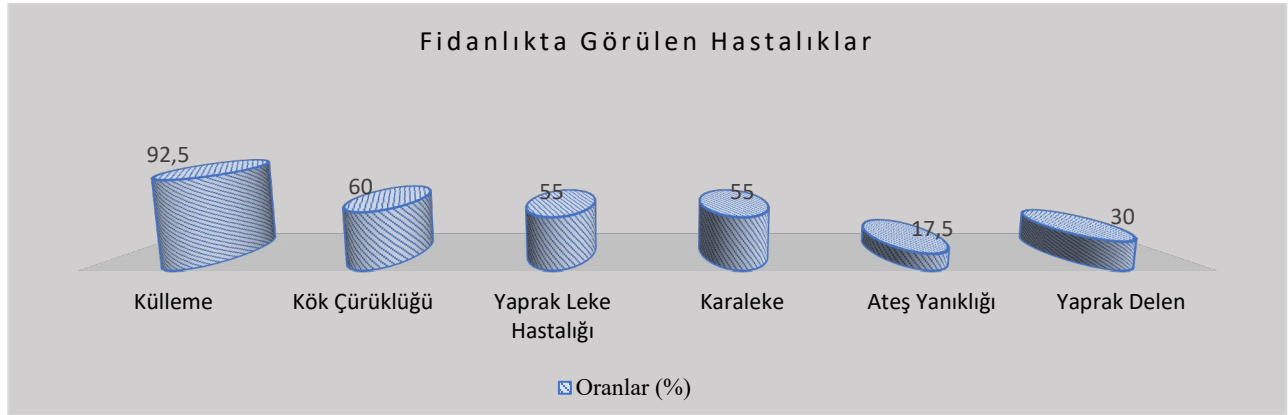 Fidanlıkta Görülen Hastalıklar
92,5
60
55
55
17,5
30
Külleme
Kök Çürüklüğü
Yaprak Leke
Hastalığı
Karaleke
Ateş Yanıklığı
Yaprak Delen
Oranlar (%)